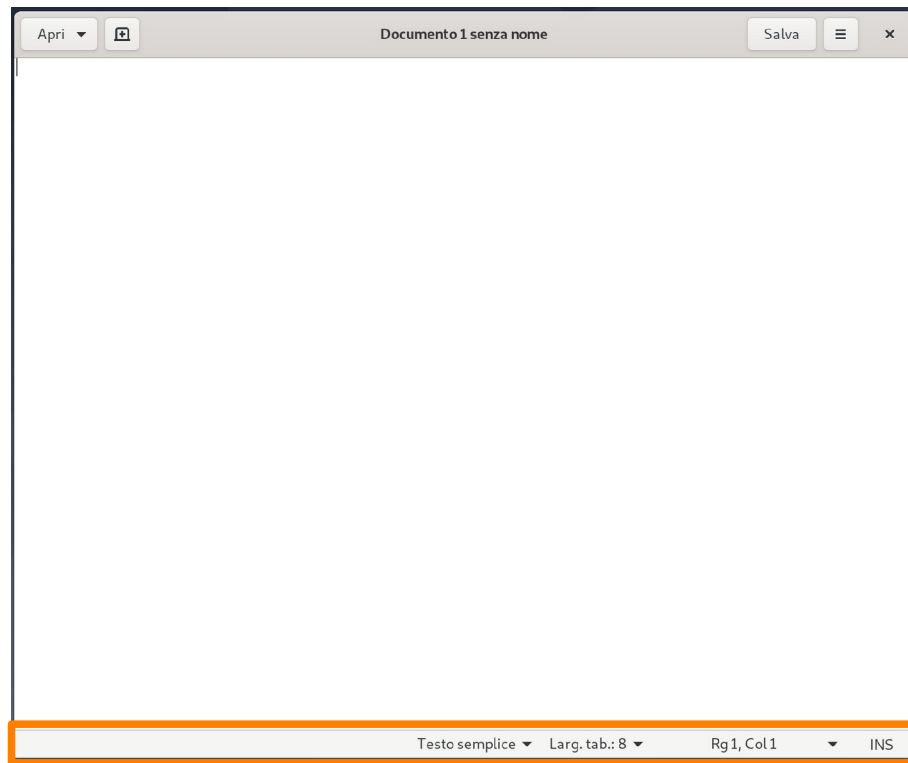 Apri Documento 1 senza nome Salva
Testo semplice Larg. tab.: 8 Rg 1, Col 1 INS